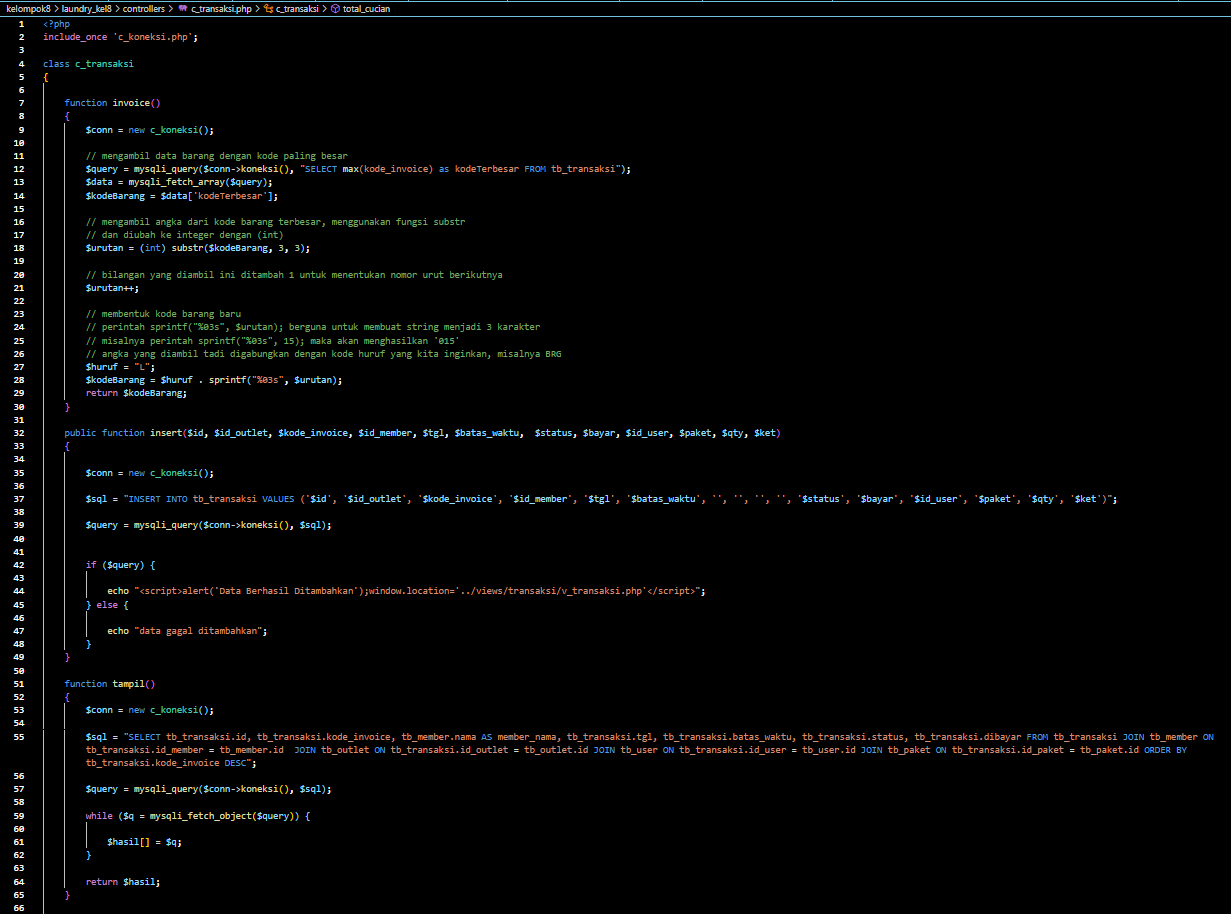 kelompok8 > laundry_kel8 > controllers > c_transaksi.php > c_transaksi > total_cucian
1 <?php
2 include_once 'c_koneksi.php';
3
4 class c_transaksi
5 {
6
7 function invoice()
8 {
9 $conn = new c_koneksi();
10
11 // mengambil data barang dengan kode paling besar
12 $query = mysqli_query($conn->koneksi(), "SELECT max(kode_invoice) as kodeTerbesar FROM tb_transaksi");
13 $data = mysqli_fetch_array($query);
14 $kodeBarang = $data['kodeTerbesar'];
15
16 // mengambil angka dari kode barang terbesar, menggunakan fungsi substr
17 // dan diubah ke integer dengan (int)
18 $urutan = (int) substr($kodeBarang, 3, 3);
19
20 // bilangan yang diambil ini ditambah 1 untuk menentukan nomor urut berikutnya
21 $urutan++;
22
23 // membentuk kode barang baru
24 // perintah sprintf("%03s", $urutan); berguna untuk membuat string menjadi 3 karakter
25 // misalnya perintah sprintf("%03s", 15); maka akan menghasilkan '015'
26 // angka yang diambil tadi digabungkan dengan kode huruf yang kita inginkan, misalnya BRG
27 $huruf = "L";
28 $kodeBarang = $huruf . sprintf("%03s", $urutan);
29 return $kodeBarang;
30 }
31
32 public function insert($id, $id_outlet, $kode_invoice, $id_member, $tgl, $batas_waktu,  $status, $bayar, $id_user, $paket, $qty, $ket)
33 {
34
35 $conn = new c_koneksi();
36
37 $sql = "INSERT INTO tb_transaksi VALUES ('$id', '$id_outlet', '$kode_invoice', '$id_member', '$tgl', '$batas_waktu', '', '', '', '', '$status', '$bayar', '$id_user', '$paket', '$qty', '$ket')";
38
39 $query = mysqli_query($conn->koneksi(), $sql);
40
41
42 if ($query) {
43
44 echo "<script>alert('Data Berhasil Ditambahkan');window.location='../views/transaksi/v_transaksi.php'</script>";
45 } else {
46
47 echo "data gagal ditambahkan";
48 }
49 }
50
51 function tampil()
52 {
53 $conn = new c_koneksi();
54
55 $sql = "SELECT tb_transaksi.id, tb_transaksi.kode_invoice, tb_member.nama AS member_nama, tb_transaksi.tgl, tb_transaksi.batas_waktu, tb_transaksi.status, tb_transaksi.dibayar FROM tb_transaksi JOIN tb_member ON
tb_transaksi.id_member = tb_member.id  JOIN tb_outlet ON tb_transaksi.id_outlet = tb_outlet.id JOIN tb_user ON tb_transaksi.id_user = tb_user.id JOIN tb_paket ON tb_transaksi.id_paket = tb_paket.id ORDER BY
tb_transaksi.kode_invoice DESC";
56
57 $query = mysqli_query($conn->koneksi(), $sql);
58
59 while ($q = mysqli_fetch_object($query)) {
60
61 $hasil[] = $q;
62 }
63
64 return $hasil;
65 }
66